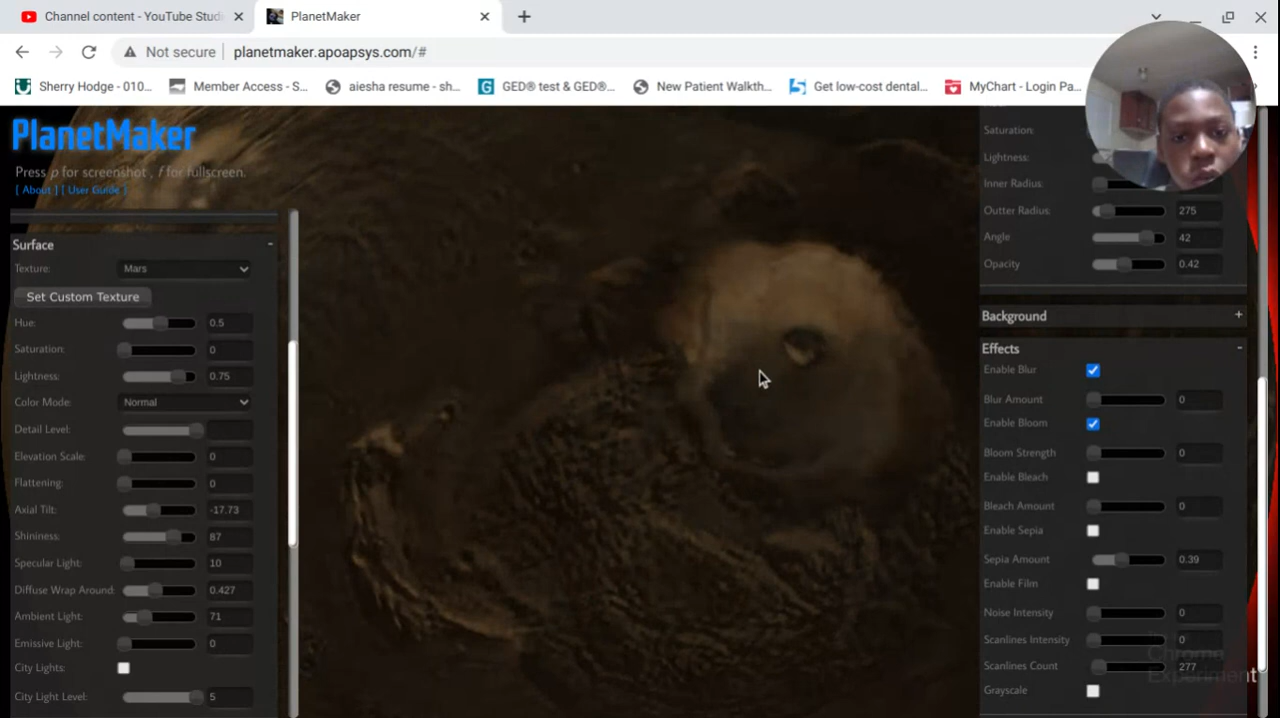 Channel content - YouTube Studi
PlanetMaker
Not secure
planetmaker.apoapsys.com/#
Sherry Hodge - 010...
Member Access - S...
aiesha resume - sh...
GED® test & GED®...
New Patient Walkth...
Get low-cost dental...
MyChart - Login Pa...
PlanetMaker
Press p for screenshot , f for fullscreen.
[ About ] [ User Guide ]
Surface -
Texture: Mars
Set Custom Texture
Hue: 0.5
Saturation: 0
Lightness: 0.75
Color Mode: Normal
Detail Level:
Elevation Scale: 0
Flattening: 0
Axial Tilt: -17.73
Shininess: 87
Specular Light: 10
Diffuse Wrap Around: 0.427
Ambient Light: 71
Emissive Light: 0
City Lights:
City Light Level: 5
Saturation:
Lightness:
Inner Radius:
Outter Radius: 275
Angle 42
Opacity 0.42
Background +
Effects -
Enable Blur
Blur Amount 0
Enable Bloom
Bloom Strength 0
Enable Bleach
Bleach Amount 0
Enable Sepia
Sepia Amount 0.39
Enable Film
Noise Intensity 0
Scanlines Intensity 0
Scanlines Count 277
Grayscale
Chrome
Experiment